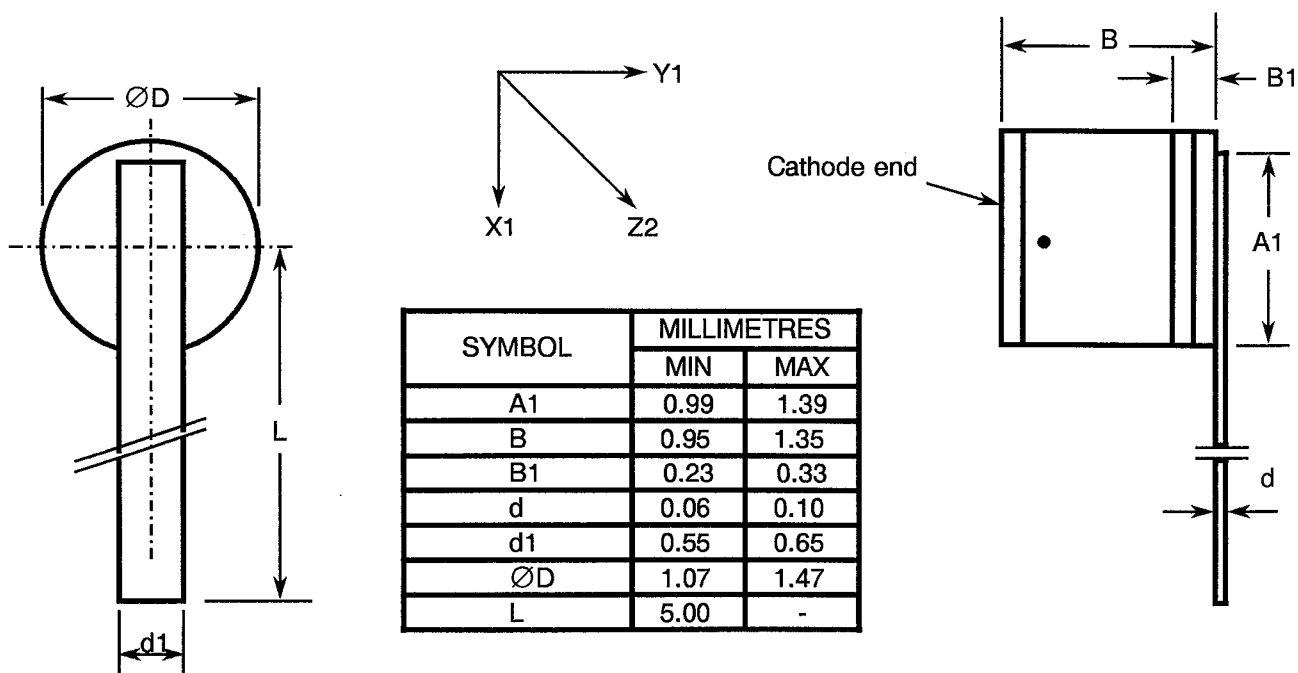 ØD
L
d1
Y1
X1
Z2
SYMBOL MILLIMETRES
MIN MAX
A1 0.99 1.39
B 0.95 1.35
B1 0.23 0.33
d 0.06 0.10
d1 0.55 0.65
ØD 1.07 1.47
L 5.00 -
B
B1
Cathode end
A1
d